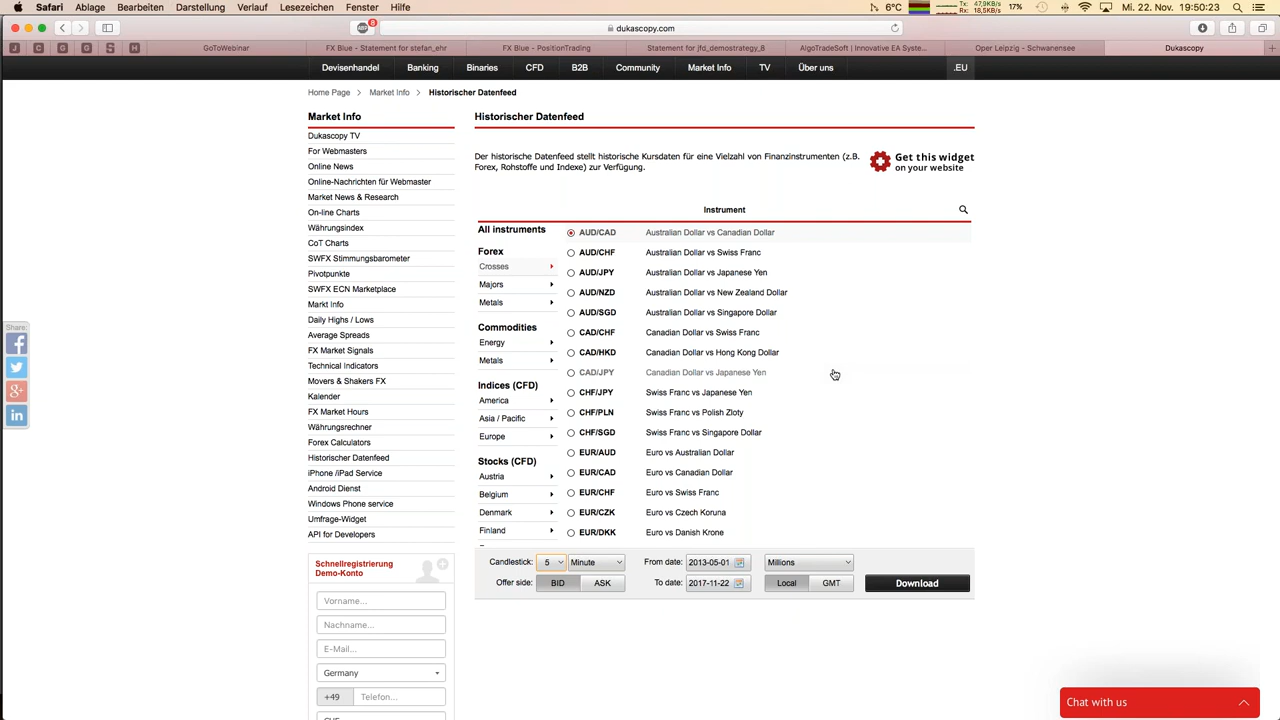 Safari Ablage Bearbeiten Darstellung Verlauf Lesezeichen Fenster Hilfe 6°C Tx: 47,9KB/s Rx: 18,5KB/s 17% Mi. 22. Nov. 19:50:23
8 dukascopy.com
J C G G S H GoToWebinar FX Blue - Statement for stefan_ehr FX Blue - PositionTrading Statement for jfd_demostrategy_8 AlgoTradeSoft | Innovative EA Syste... Oper Leipzig - Schwanensee Dukascopy
Devisenhandel Banking Binaries CFD B2B Community Market Info TV Über uns .EU
Home Page > Market Info > Historischer Datenfeed
Market Info
Dukascopy TV
For Webmasters
Online News
Online-Nachrichten für Webmaster
Market News & Research
On-line Charts
Währungsindex
CoT Charts
SWFX Stimmungsbarometer
Pivotpunkte
SWFX ECN Marketplace
Markt Info
Daily Highs / Lows
Average Spreads
FX Market Signals
Technical Indicators
Movers & Shakers FX
Kalender
FX Market Hours
Währungsrechner
Forex Calculators
Historischer Datenfeed
iPhone /iPad Service
Android Dienst
Windows Phone service
Umfrage-Widget
API for Developers
Schnellregistrierung
Demo-Konto
Vorname...
Nachname...
E-Mail...
Germany
+49 Telefon...
Share:
Historischer Datenfeed
Der historische Datenfeed stellt historische Kursdaten für eine Vielzahl von Finanzinstrumenten (z.B.
Forex, Rohstoffe und Indexe) zur Verfügung.
Get this widget
on your website
Instrument
All instruments
Forex
Crosses
Majors
Metals
Commodities
Energy
Metals
Indices (CFD)
America
Asia / Pacific
Europe
Stocks (CFD)
Austria
Belgium
Denmark
Finland
AUD/CAD Australian Dollar vs Canadian Dollar
AUD/CHF Australian Dollar vs Swiss Franc
AUD/JPY Australian Dollar vs Japanese Yen
AUD/NZD Australian Dollar vs New Zealand Dollar
AUD/SGD Australian Dollar vs Singapore Dollar
CAD/CHF Canadian Dollar vs Swiss Franc
CAD/HKD Canadian Dollar vs Hong Kong Dollar
CAD/JPY Canadian Dollar vs Japanese Yen
CHF/JPY Swiss Franc vs Japanese Yen
CHF/PLN Swiss Franc vs Polish Zloty
CHF/SGD Swiss Franc vs Singapore Dollar
EUR/AUD Euro vs Australian Dollar
EUR/CAD Euro vs Canadian Dollar
EUR/CHF Euro vs Swiss Franc
EUR/CZK Euro vs Czech Koruna
EUR/DKK Euro vs Danish Krone
Candlestick: 5 Minute From date: 2013-05-01 Millions
Offer side: BID ASK To date: 2017-11-22 Local GMT Download
Chat with us